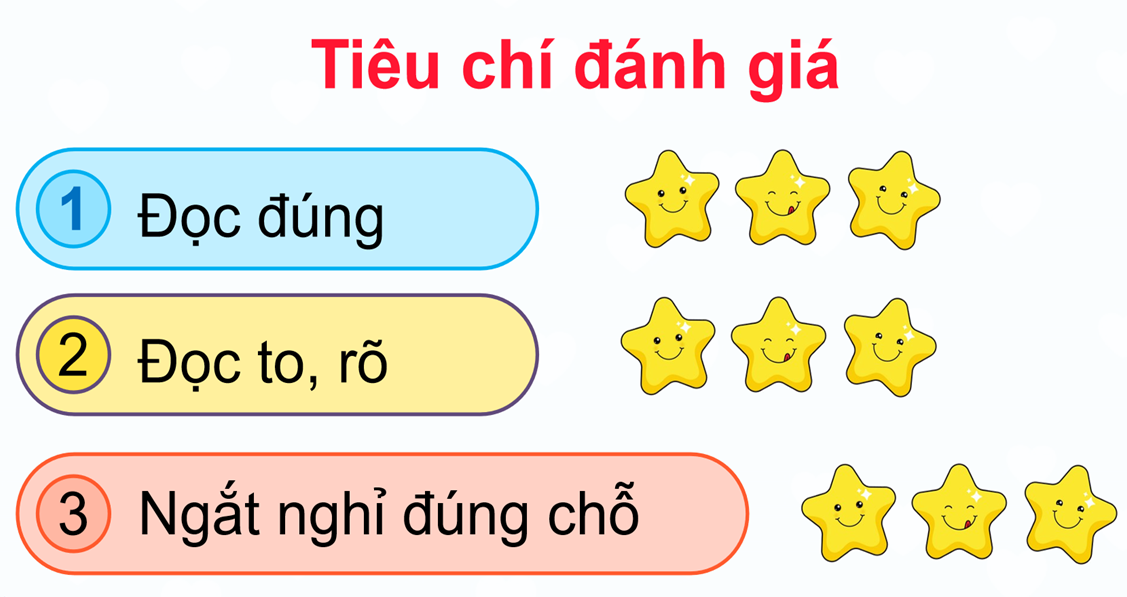 Tiêu chí đánh giá
1 Đọc đúng
2 Đọc to, rõ
3 Ngắt nghỉ đúng chỗ